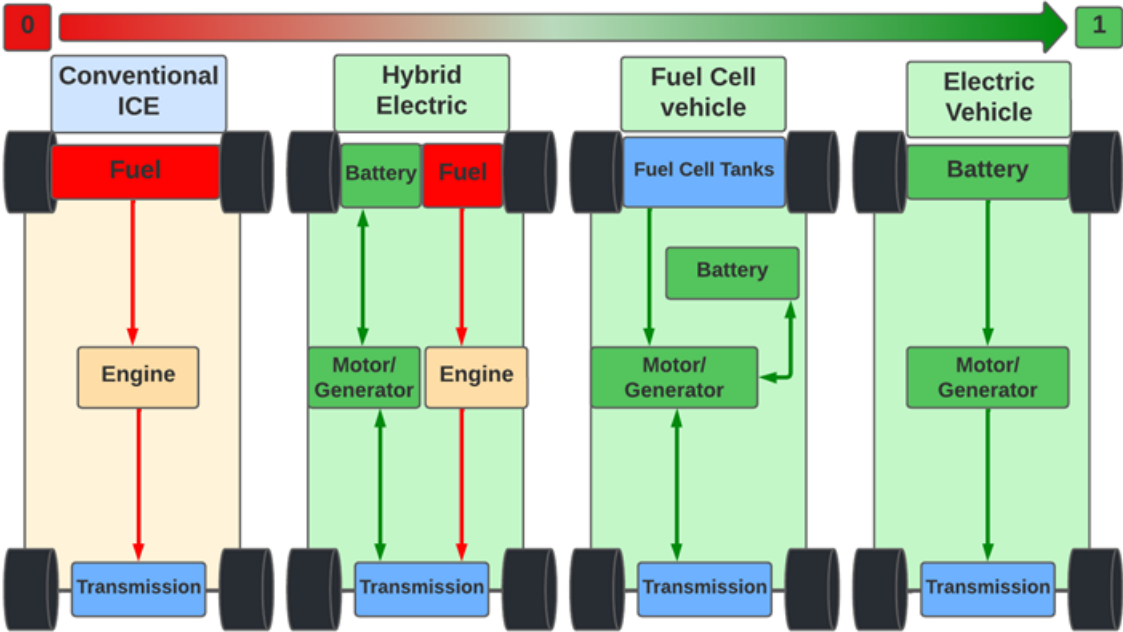 0
1
Conventional
ICE
Fuel
Engine
Transmission
Hybrid
Electric
Battery
Fuel
Motor/
Generator
Engine
Transmission
Fuel Cell
vehicle
Fuel Cell Tanks
Battery
Motor/
Generator
Transmission
Electric
Vehicle
Battery
Motor/
Generator
Transmission